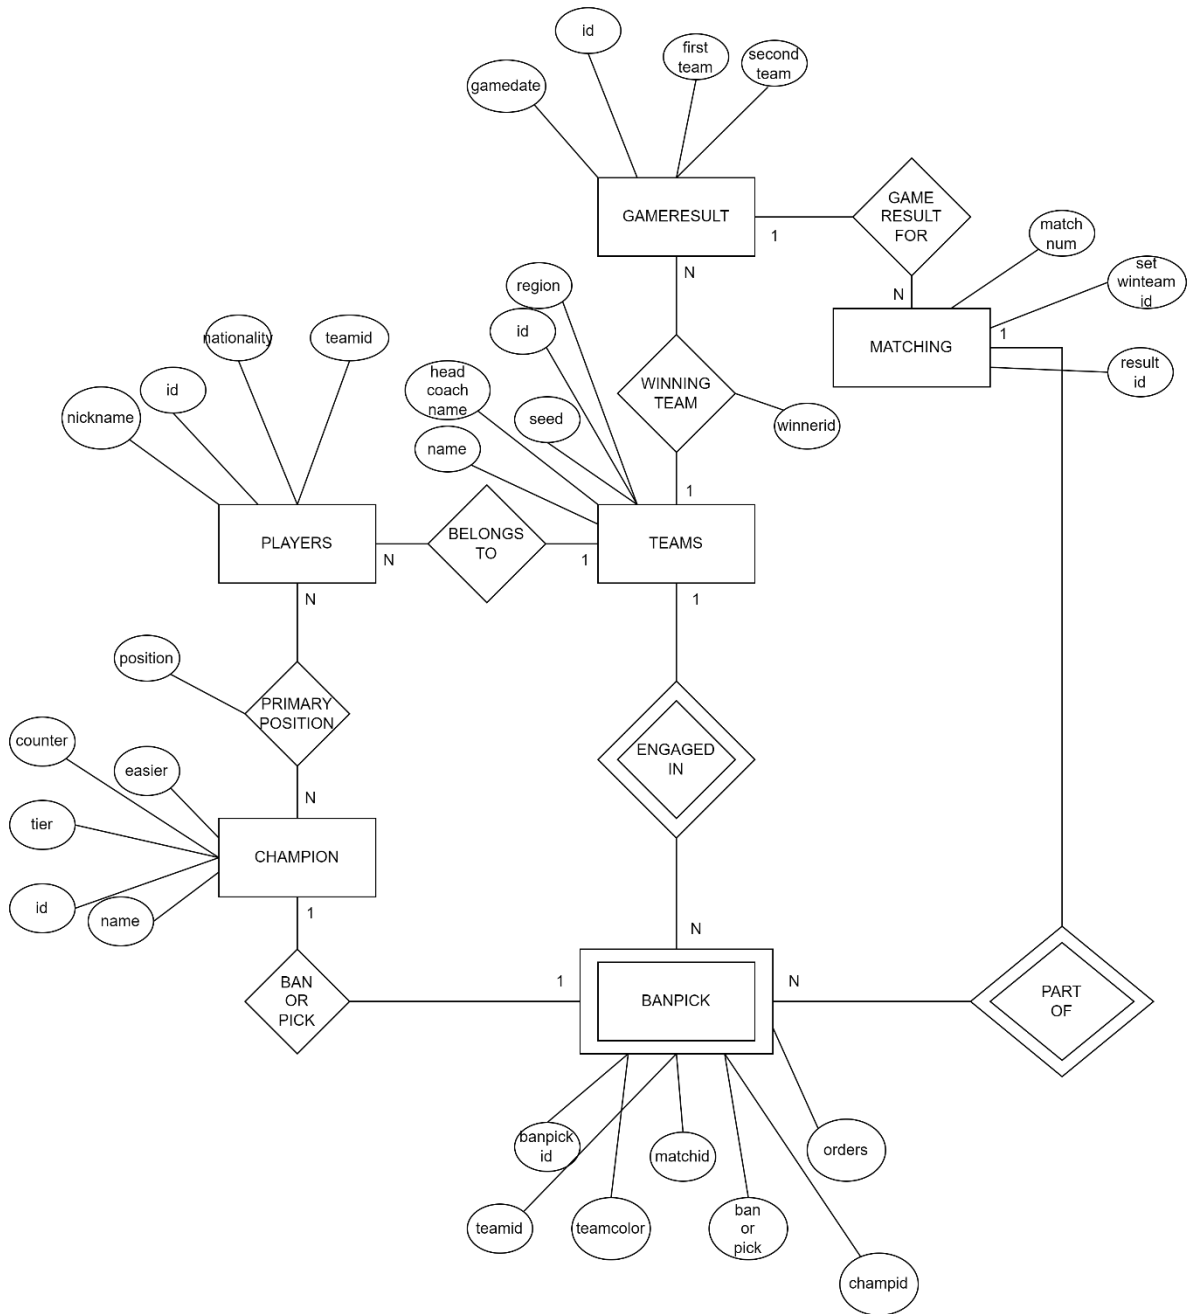 id
first
team
second
team
gamedate
GAMERESULT
1
GAME
RESULT
FOR
N
N
match
num
set
winteam
id
1
MATCHING
result
id
region
id
nationality
teamid
id
nickname
head
coach
name
seed
name
WINNING
TEAM
winnerid
1
PLAYERS
N
BELONGS
TO
1
TEAMS
N
1
position
PRIMARY
POSITION
counter
easier
tier
id
name
N
CHAMPION
1
ENGAGED
IN
N
BAN
OR
PICK
1
BANPICK
N
PART
OF
banpick
id
matchid
orders
teamid
teamcolor
ban
or
pick
champid